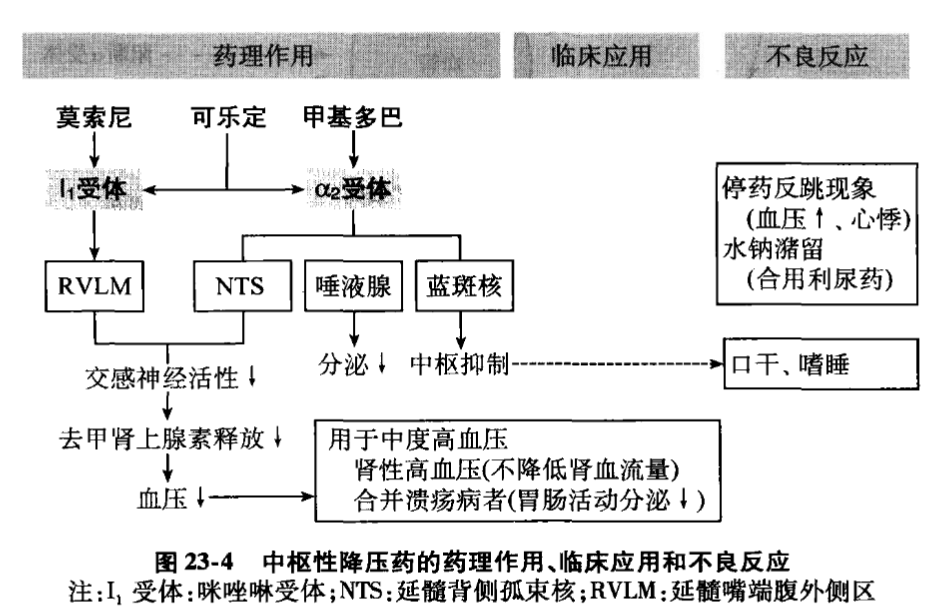 药理作用 临床应用 不良反应
莫索尼 可乐定 甲基多巴
I₁受体 α₂受体
停药反跳现象
(血压↑、心悸)
水钠潴留
(合用利尿药)
RVLM NTS 唾液腺 蓝斑核
分泌↓ 中枢抑制 口干、嗜睡
交感神经活性↓
去甲肾上腺素释放↓
血压↓
用于中度高血压
肾性高血压(不降低肾血流量)
合并溃疡病者(胃肠活动分泌↓)
图 23-4 中枢性降压药的药理作用、临床应用和不良反应
注:I₁ 受体:咪唑啉受体;NTS:延髓背侧孤束核;RVLM:延髓嘴端腹外侧区